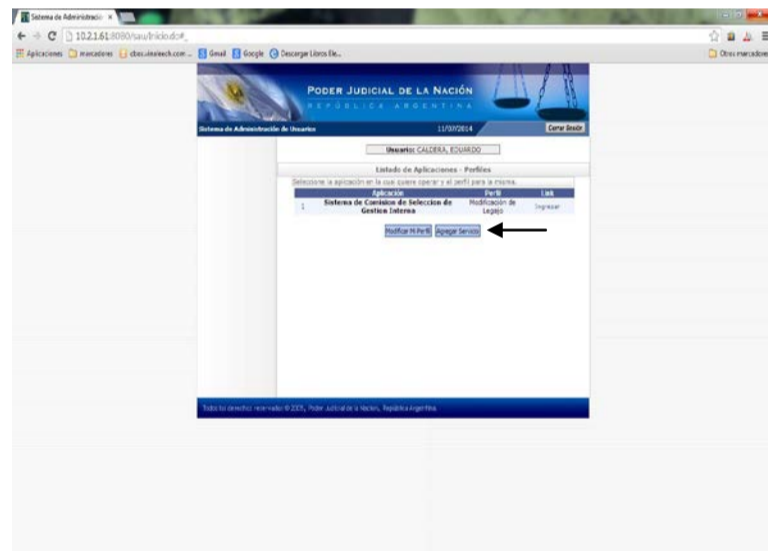 Sistema de Administracio
10.2.1.61:8080/sau/Inicio.do#_
Aplicaciones marcadores Gmail Google Descargar Libros Ele... Otros marcadores
PODER JUDICIAL DE LA NACIÓN
REPÚBLICA ARGENTINA
Sistema de Administración de Usuarios 11/07/2014 Cerrar Sesión
Usuario: CALDERA, EDUARDO
Listado de Aplicaciones - Perfiles
Seleccione la aplicación en la cual quiere operar y el perfil para la misma.
Aplicación Perfil Link
1 Sistema de Comision de Seleccion de Gestion Interna Modificación de Legajo Ingresar
Modificar Mi Perfil Agregar Servicio
Todos los derechos reservados © 2005, Poder Judicial de la Nacion, República Argentina.